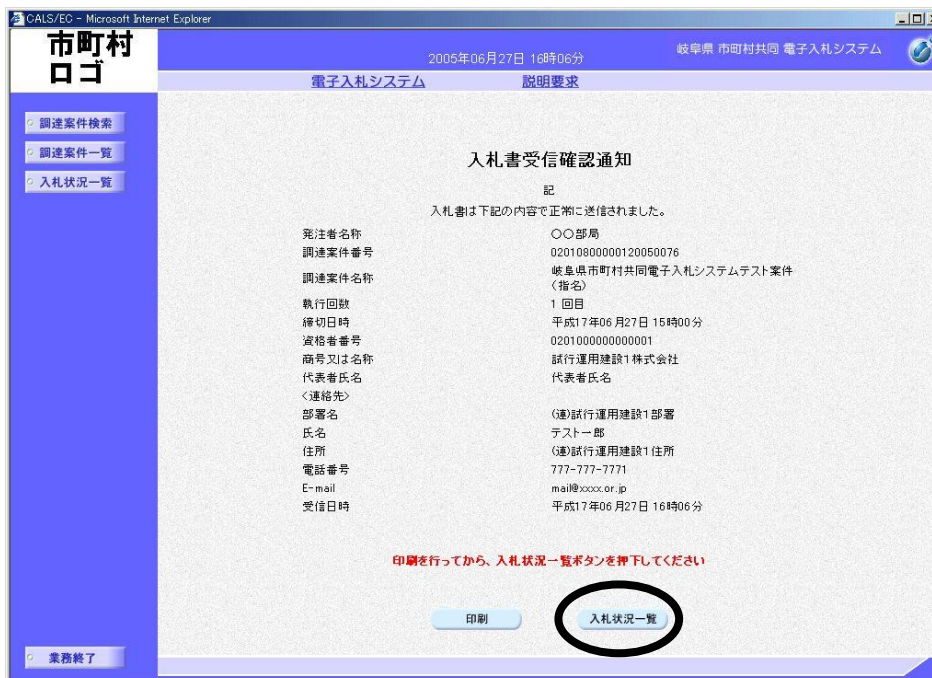 CALS/EC - Microsoft Internet Explorer
市町村
ロゴ
2005年06月27日 16時06分
岐阜県 市町村共同 電子入札システム
電子入札システム 説明要求
調達案件検索
調達案件一覧
入札状況一覧
入札書受信確認通知
記
入札書は下記の内容で正常に送信されました。
発注者名称 〇〇部局
調達案件番号 02010800000120050076
調達案件名称 岐阜県市町村共同電子入札システムテスト案件
(指名)
執行回数 1 回目
締切日時 平成17年06月27日 15時00分
資格者番号 0201000000000001
商号又は名称 試行運用建設1株式会社
代表者氏名 代表者氏名
<連絡先>
部署名 (連)試行運用建設1部署
氏名 テスト一郎
住所 (連)試行運用建設1住所
電話番号 777-777-7771
E-mail mail@xxxx.or.jp
受信日時 平成17年06月27日 16時06分
印刷を行ってから、入札状況一覧ボタンを押下してください
印刷 入札状況一覧
業務終了